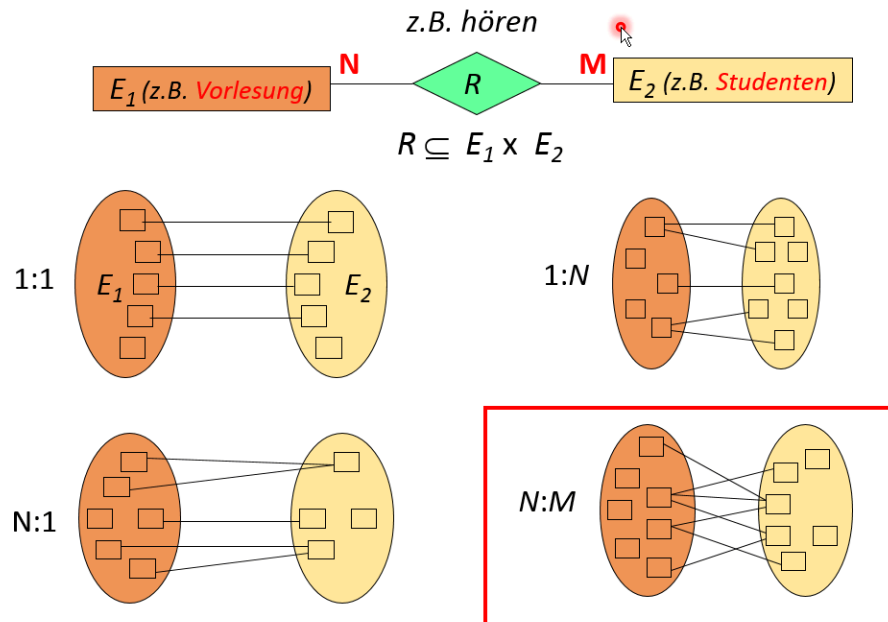 z.B. hören
N
M
E1 (z.B. Vorlesung)
R
E2 (z.B. Studenten)
R ⊆ E1 x E2
1:1
E1
E2
1:N
N:1
N:M